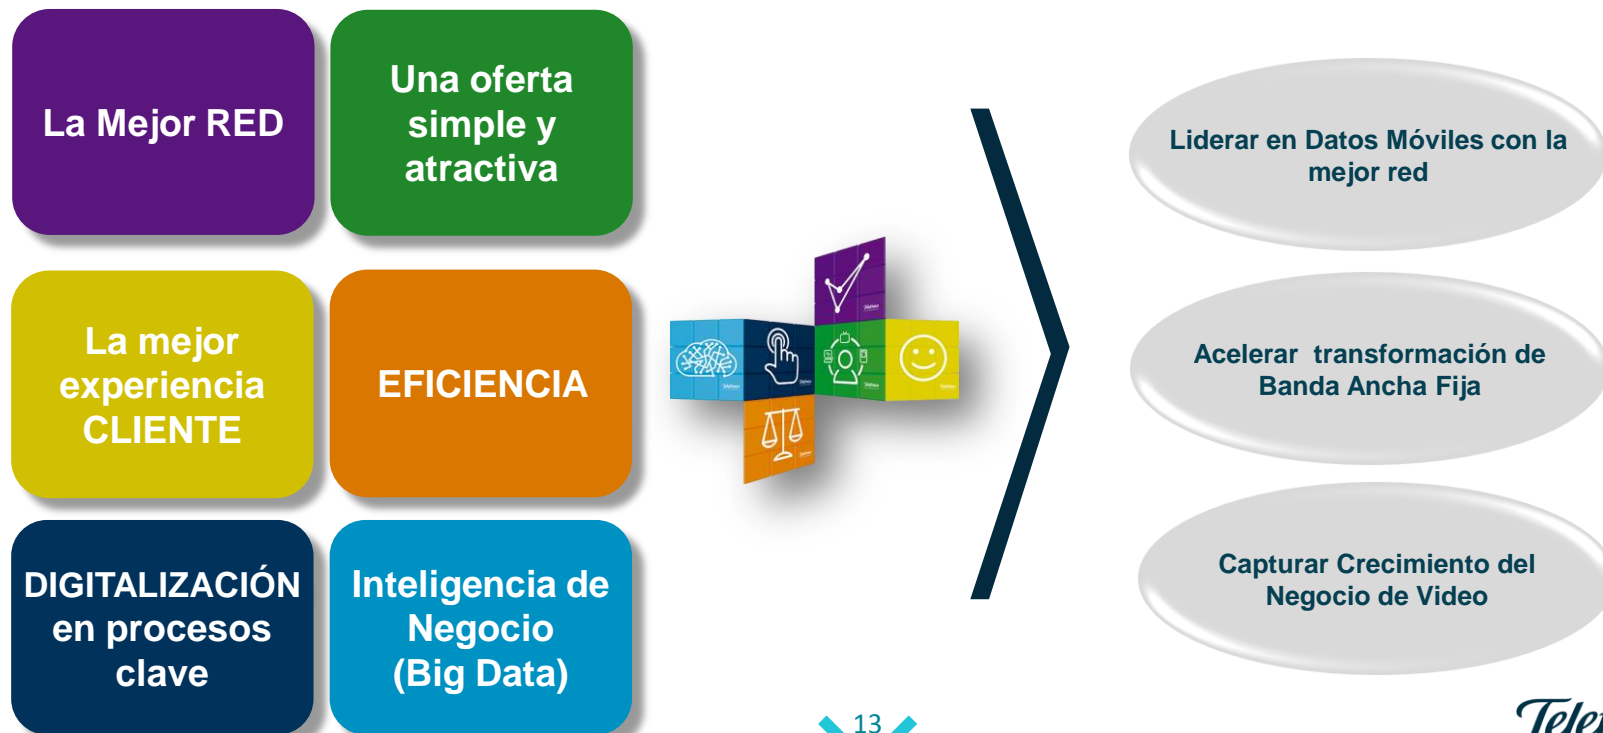 La Mejor RED
Una oferta
simple y
atractiva
La mejor
experiencia
CLIENTE
EFICIENCIA
DIGITALIZACIÓN
en procesos
clave
Inteligencia de
Negocio
(Big Data)
Liderar en Datos Móviles con la
mejor red
Acelerar transformación de
Banda Ancha Fija
Capturar Crecimiento del
Negocio de Video
13